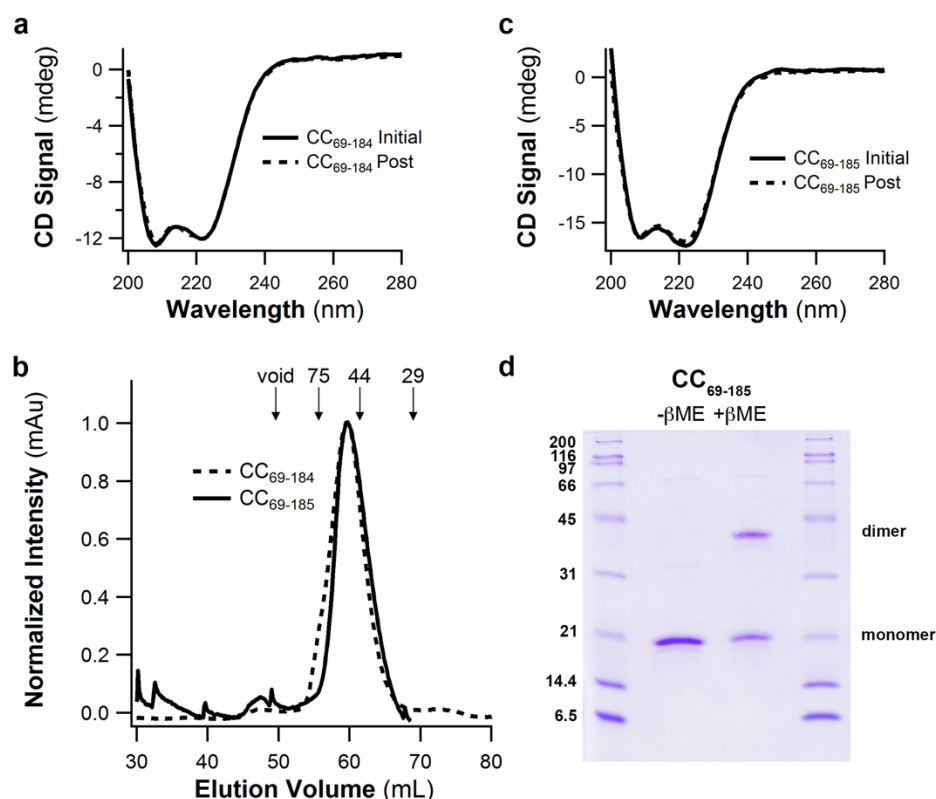 a
CD Signal (mdeg)
0
-4
-8
-12
CC69-184 Initial
CC69-184 Post
200 220 240 260 280
Wavelength (nm)
c
CD Signal (mdeg)
0
-5
-10
-15
CC69-185 Initial
CC69-185 Post
200 220 240 260 280
Wavelength (nm)
b
void 75 44 29
Normalized Intensity (mAu)
1.0
0.8
0.6
0.4
0.2
0.0
CC69-184
CC69-185
30 40 50 60 70 80
Elution Volume (mL)
d
CC69-185
-βME +βME
200
116
97
66
45
31
21
14.4
6.5
dimer
monomer